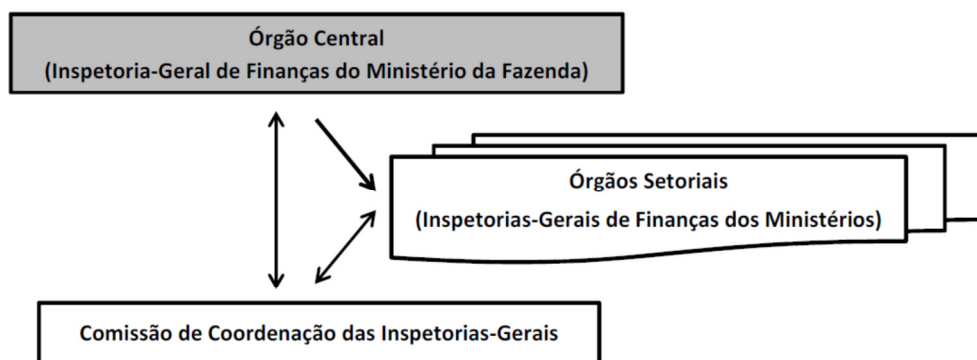 Órgão Central
(Inspetoria-Geral de Finanças do Ministério da Fazenda)
Órgãos Setoriais
(Inspetorias-Gerais de Finanças dos Ministérios)
Comissão de Coordenação das Inspetorias-Gerais